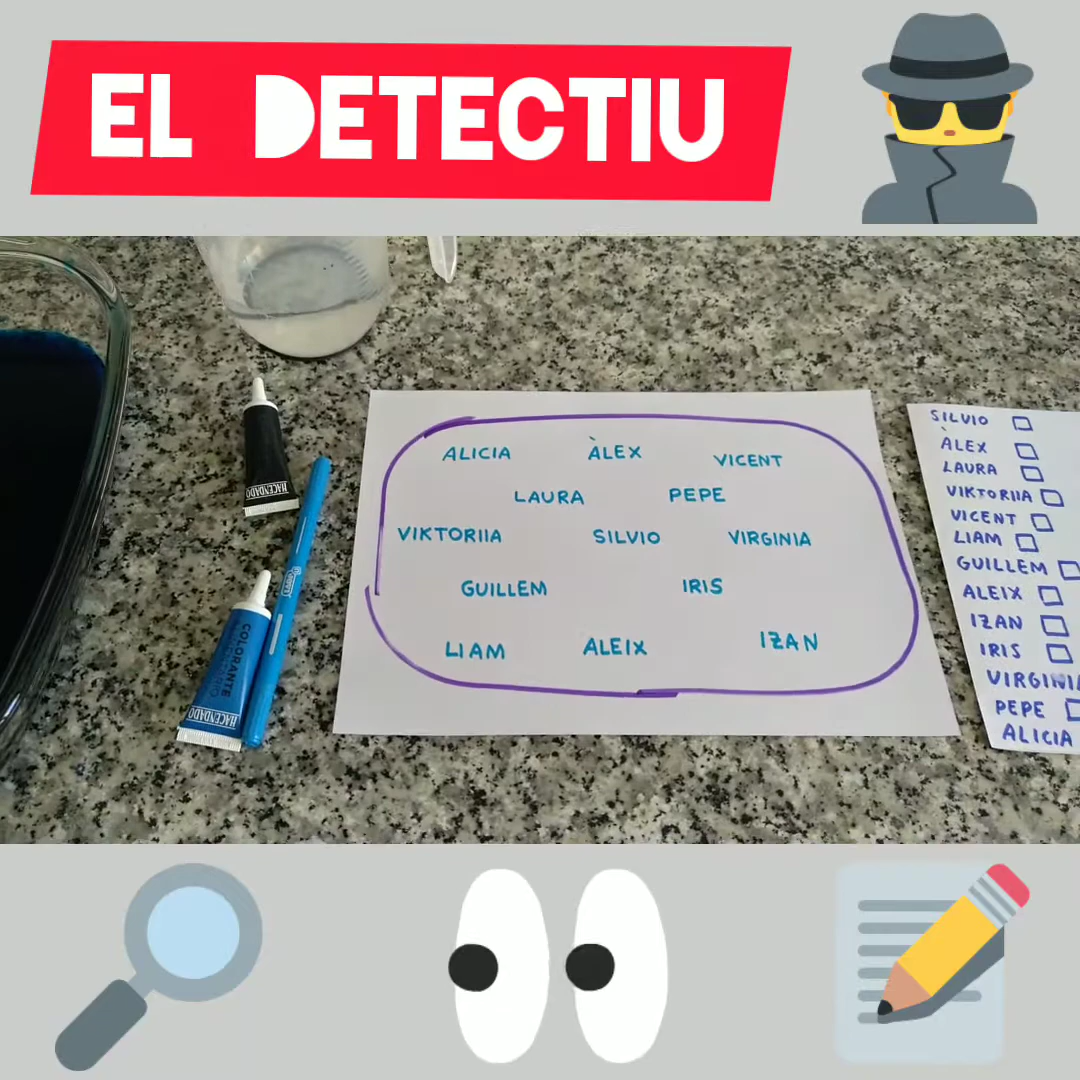 EL DETECTIU
ALICIA ÀLEX VICENT
LAURA PEPE
VIKTORIIA SILVIO VIRGINIA
GUILLEM IRIS
LIAM ALEIX IZAN
SILVIO
ÀLEX
LAURA
VIKTORIIA
VICENT
LIAM
GUILLEM
ALEIX
IZAN
IRIS
VIRGINIA
PEPE
ALICIA
HACENDADO
COLORANTE
HACENDADO